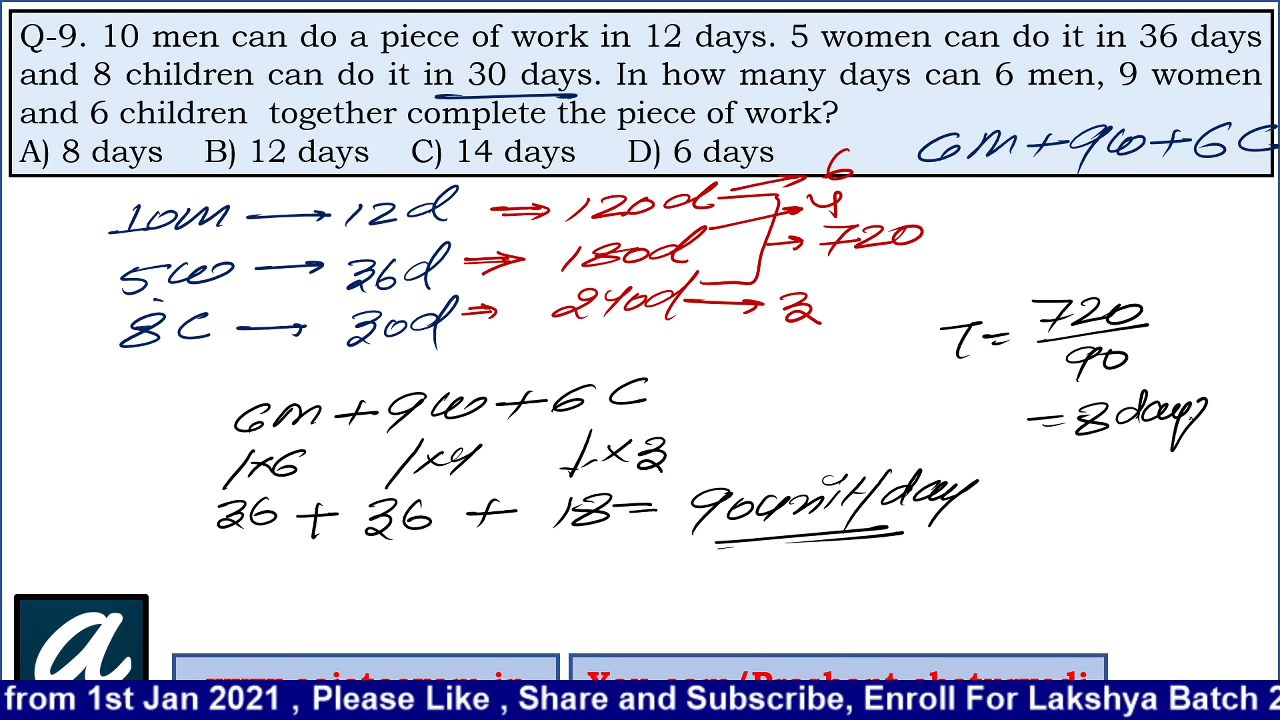 Q-9. 10 men can do a piece of work in 12 days. 5 women can do it in 36 days
and 8 children can do it in 30 days. In how many days can 6 men, 9 women
and 6 children together complete the piece of work?
A) 8 days B) 12 days C) 14 days D) 6 days
6M+9W+6C
10M → 12d ⇒ 120d → 6
5W → 36d ⇒ 180d → 4
→ 720
8C → 30d ⇒ 240d → 3
T = 720/90
= 8 days
6M+9W+6C
1×6 1×4 1×3
36 + 36 + 18 = 90unit/day
a
from 1st Jan 2021 , Please Like , Share and Subscribe, Enroll For Lakshya Batch 2